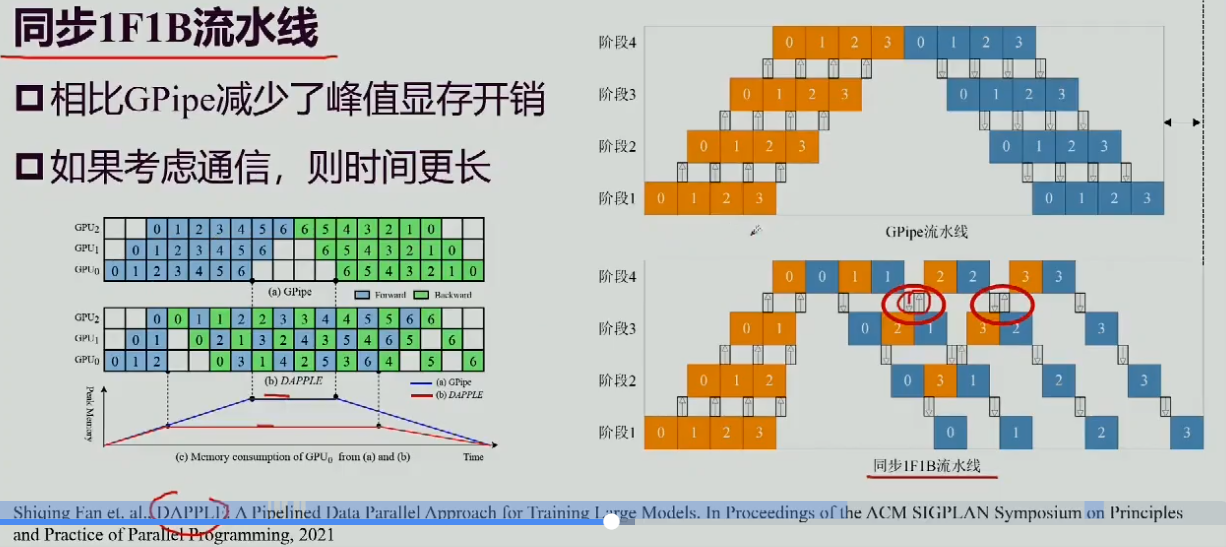 同步1F1B流水线
相比GPipe减少了峰值显存开销
如果考虑通信，则时间更长
GPU2 0 1 2 3 4 5 6 6 5 4 3 2 1 0
GPU1 0 1 2 3 4 5 6 6 5 4 3 2 1 0
GPU0 0 1 2 3 4 5 6 6 5 4 3 2 1 0
(a) GPipe
Forward Backward
GPU2 0 0 1 1 2 2 3 3 4 4 5 5 6 6
GPU1 0 1 0 2 1 3 2 4 3 5 4 6 5 6
GPU0 0 1 2 0 3 1 4 2 5 3 6 4 5 6
(b) DAPPLE
(a) GPipe
(b) DAPPLE
Peak Memory
(c) Memory consumption of GPU0 from (a) and (b)
Time
阶段4 0 1 2 3 0 1 2 3
阶段3 0 1 2 3 0 1 2 3
阶段2 0 1 2 3 0 1 2 3
阶段1 0 1 2 3 0 1 2 3
GPipe流水线
阶段4 0 0 1 1 2 2 3 3
阶段3 0 1 0 2 1 3 2 3
阶段2 0 1 2 0 3 1 2 3
阶段1 0 1 2 3 0 1 2 3
同步1F1B流水线
Shiqing Fan et. al., DAPPLE: A Pipelined Data Parallel Approach for Training Large Models. In Proceedings of the ACM SIGPLAN Symposium on Principles
and Practice of Parallel Programming, 2021